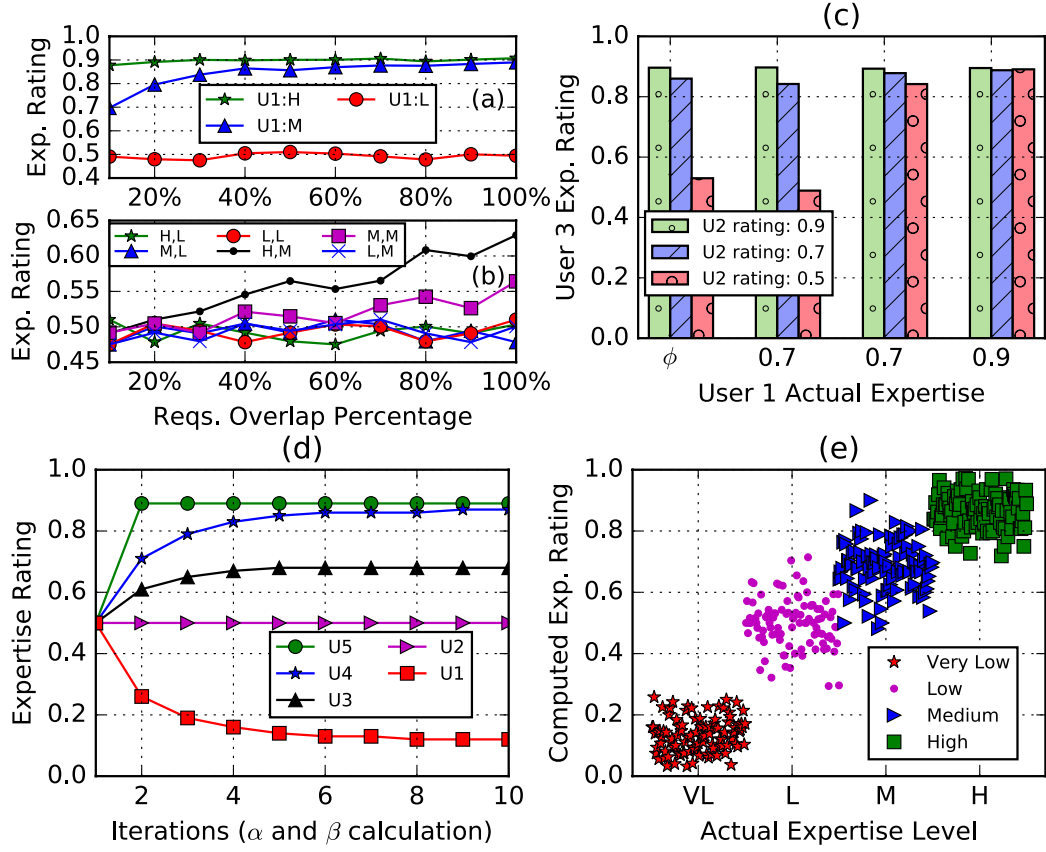 1.0
0.9
0.8
0.7
0.6
0.5
0.4
Exp. Rating
U1:H
U1:L
U1:M
(a)
20% 40% 60% 80% 100%
0.65
0.60
0.55
0.50
0.45
Exp. Rating
H,L
L,L
M,M
M,L
H,M
L,M
(b)
20% 40% 60% 80% 100%
Reqs. Overlap Percentage
(c)
1.0
0.8
0.6
0.4
0.2
0.0
User 3 Exp. Rating
U2 rating: 0.9
U2 rating: 0.7
U2 rating: 0.5
ϕ 0.7 0.7 0.9
User 1 Actual Expertise
(d)
1.0
0.8
0.6
0.4
0.2
0.0
Expertise Rating
U5
U2
U4
U1
U3
2 4 6 8 10
Iterations (α and β calculation)
(e)
1.0
0.8
0.6
0.4
0.2
0.0
Computed Exp. Rating
Very Low
Low
Medium
High
VL L M H
Actual Expertise Level